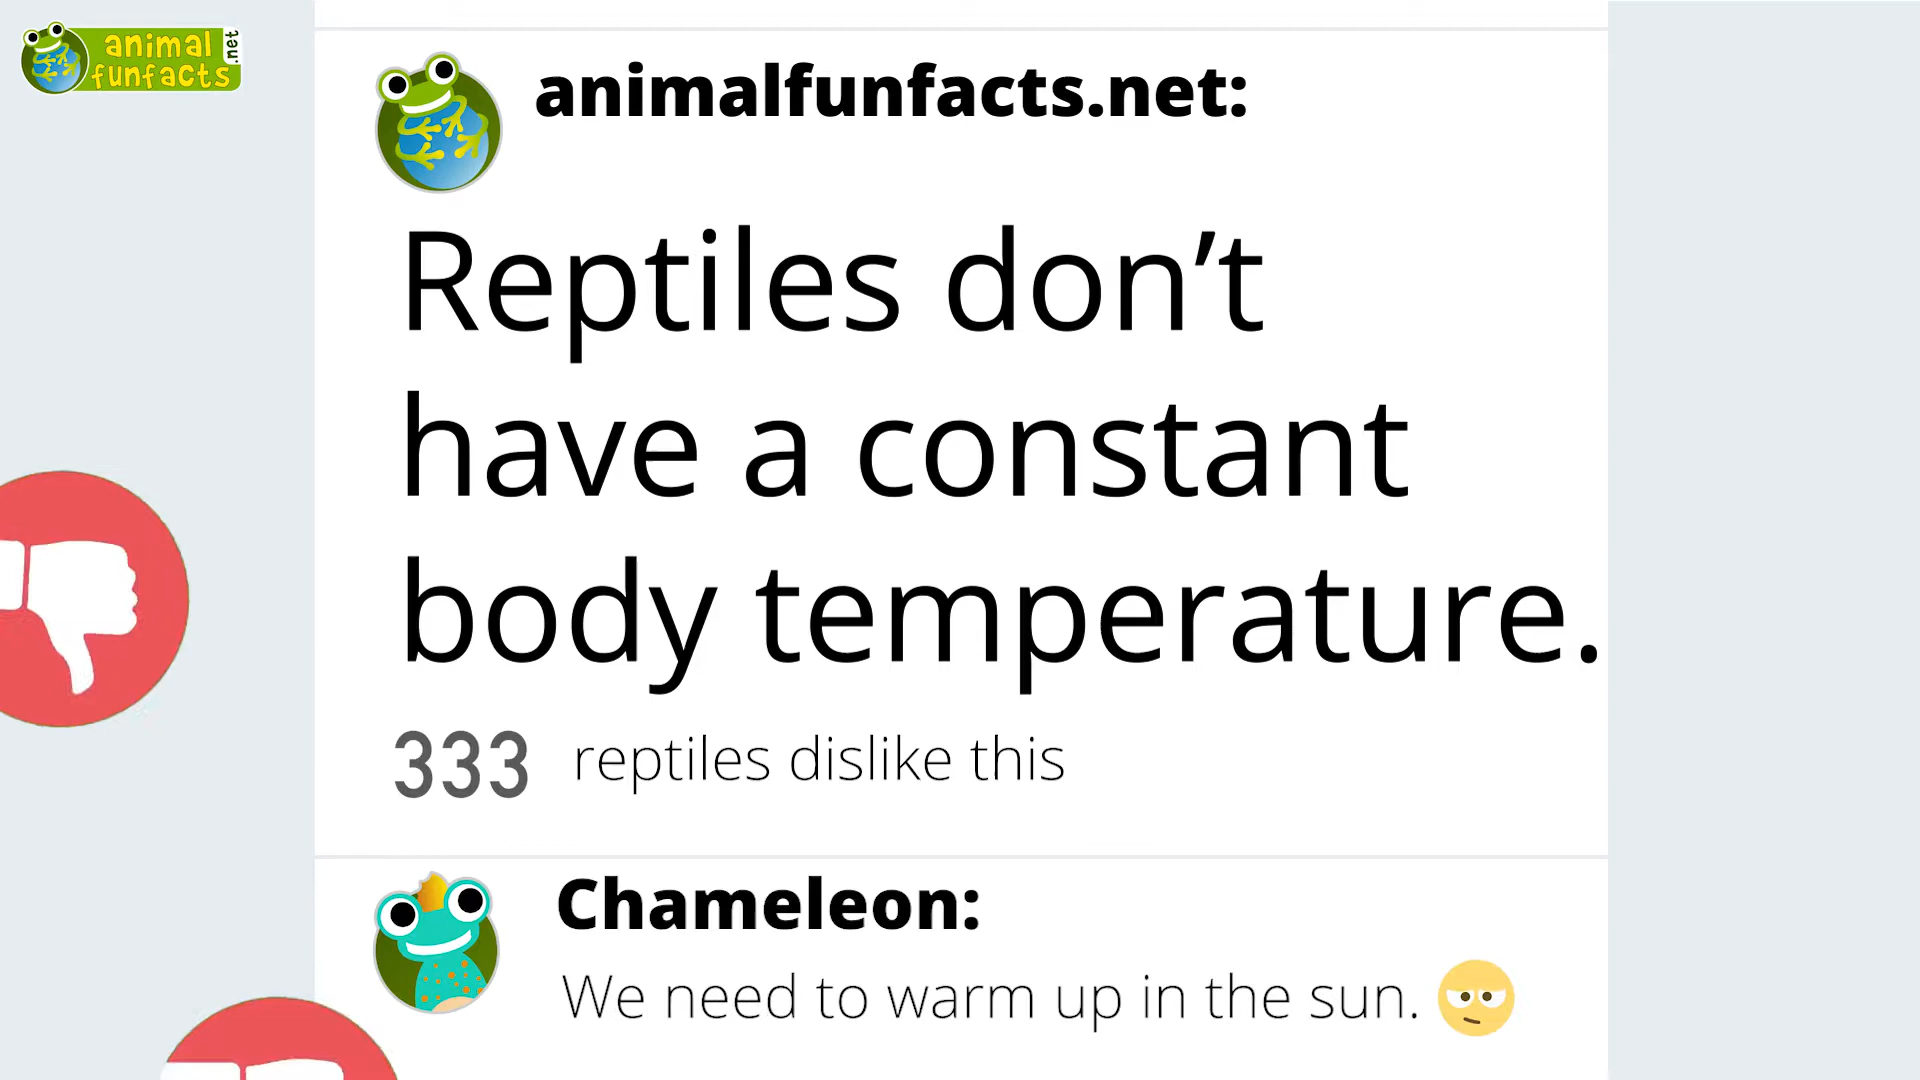 animal
funfacts
.net
animalfunfacts.net:
Reptiles don’t
have a constant
body temperature.
333 reptiles dislike this
Chameleon:
We need to warm up in the sun.